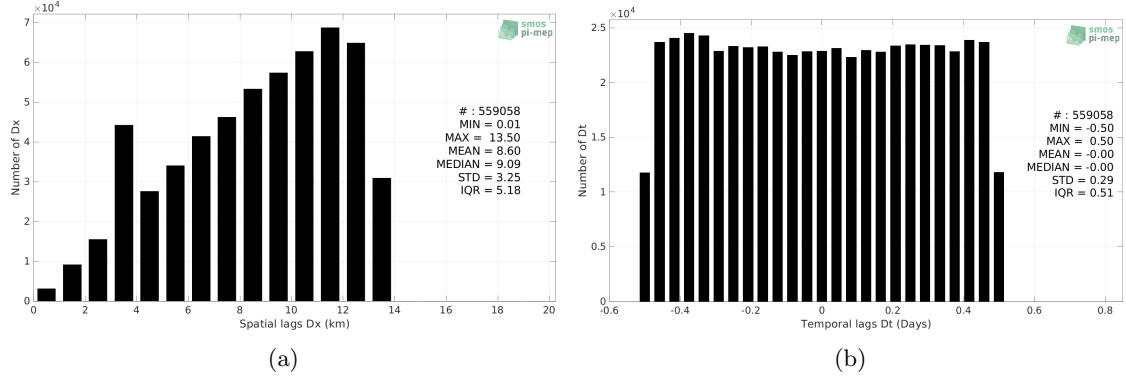 ×10⁴
7
6
5
4
3
2
1
0
Number of Dx
0 2 4 6 8 10 12 14 16 18 20
Spatial lags Dx (km)
smos
pi-mep
# : 559058
MIN = 0.01
MAX = 13.50
MEAN = 8.60
MEDIAN = 9.09
STD = 3.25
IQR = 5.18
(a)
×10⁴
2.5
2
1.5
1
0.5
0
Number of Dt
-0.6 -0.4 -0.2 0 0.2 0.4 0.6 0.8
Temporal lags Dt (Days)
smos
pi-mep
# : 559058
MIN = -0.50
MAX = 0.50
MEAN = -0.00
MEDIAN = -0.00
STD = 0.29
IQR = 0.51
(b)